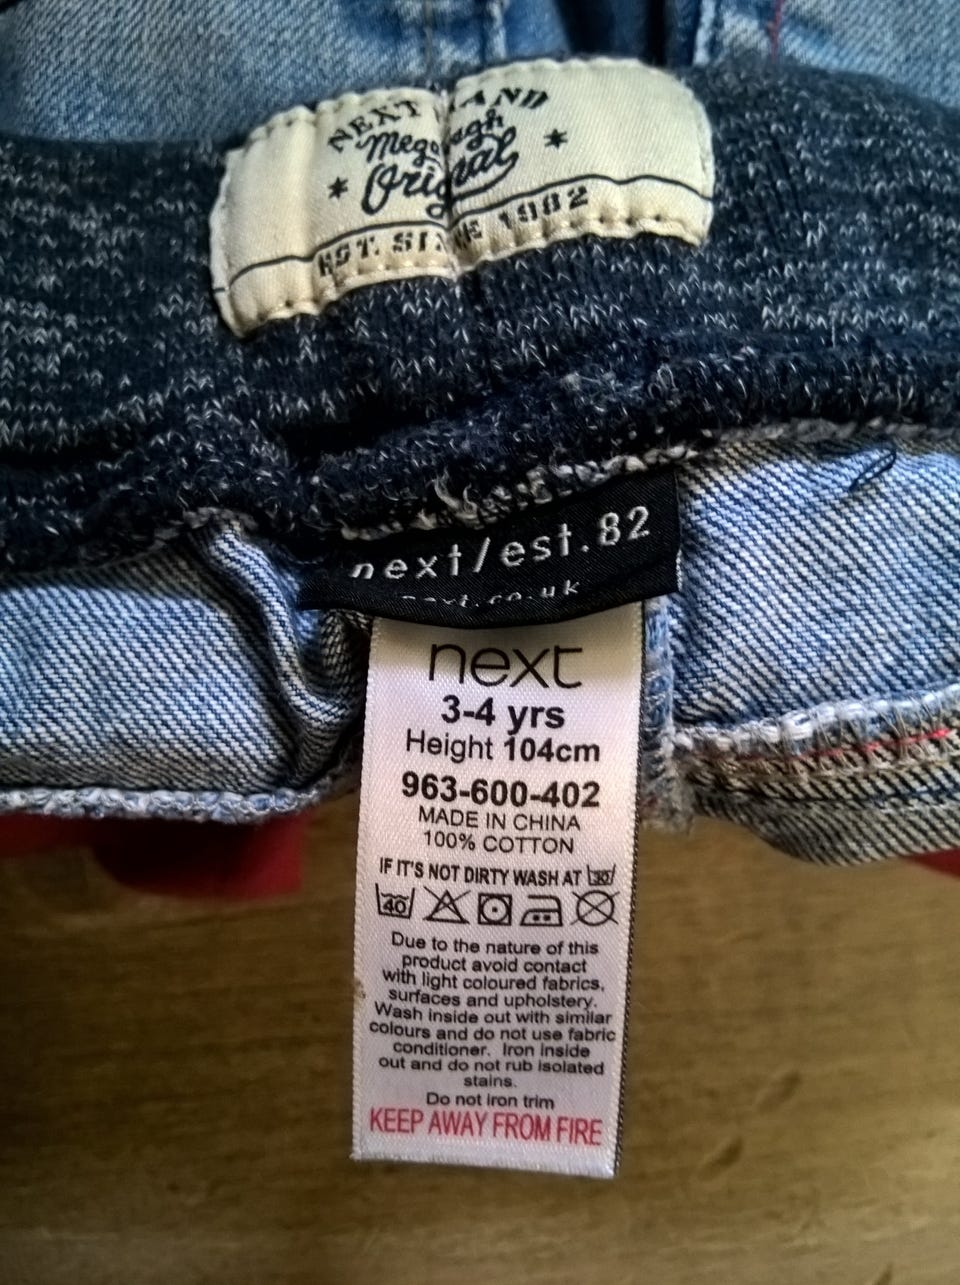 NEXT
Original
EST. SINCE 1982
next/est.82
next.co.uk
next
3-4 yrs
Height 104cm
963-600-402
MADE IN CHINA
100% COTTON
IF IT'S NOT DIRTY WASH AT 30
40
Due to the nature of this
product avoid contact
with light coloured fabrics,
surfaces and upholstery.
Wash inside out with similar
colours and do not use fabric
conditioner. Iron inside
out and do not rub isolated
stains.
Do not iron trim
KEEP AWAY FROM FIRE